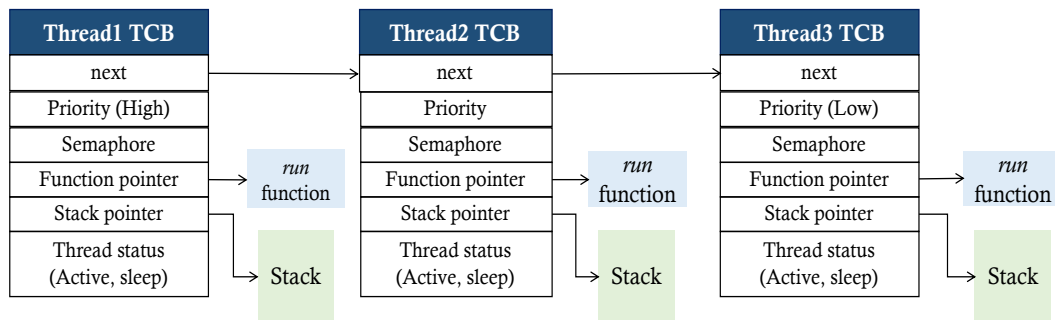 Thread1 TCB
next
Priority (High)
Semaphore
Function pointer
Stack pointer
Thread status
(Active, sleep)
run
function
Stack
Thread2 TCB
next
Priority
Semaphore
Function pointer
Stack pointer
Thread status
(Active, sleep)
run
function
Stack
Thread3 TCB
next
Priority (Low)
Semaphore
Function pointer
Stack pointer
Thread status
(Active, sleep)
run
function
Stack